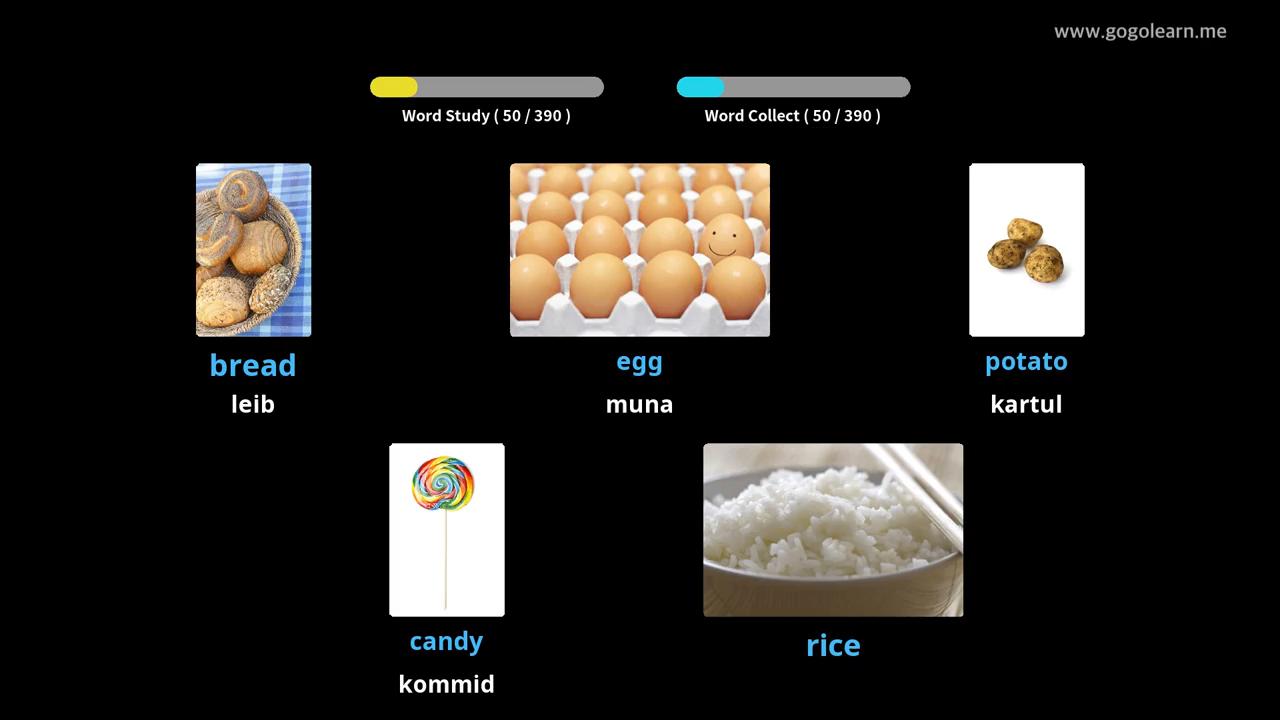 www.gogolearn.me
Word Study ( 50 / 390 )
Word Collect ( 50 / 390 )
bread
leib
egg
muna
potato
kartul
candy
kommid
rice